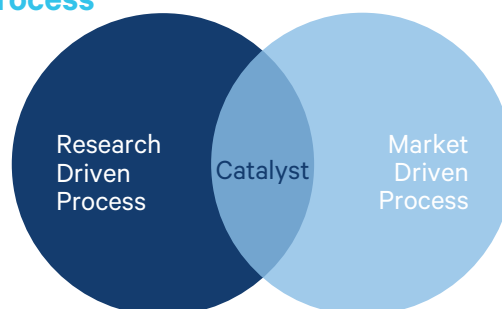 rocess
Research
Driven
Process
Catalyst
Market
Driven
Process